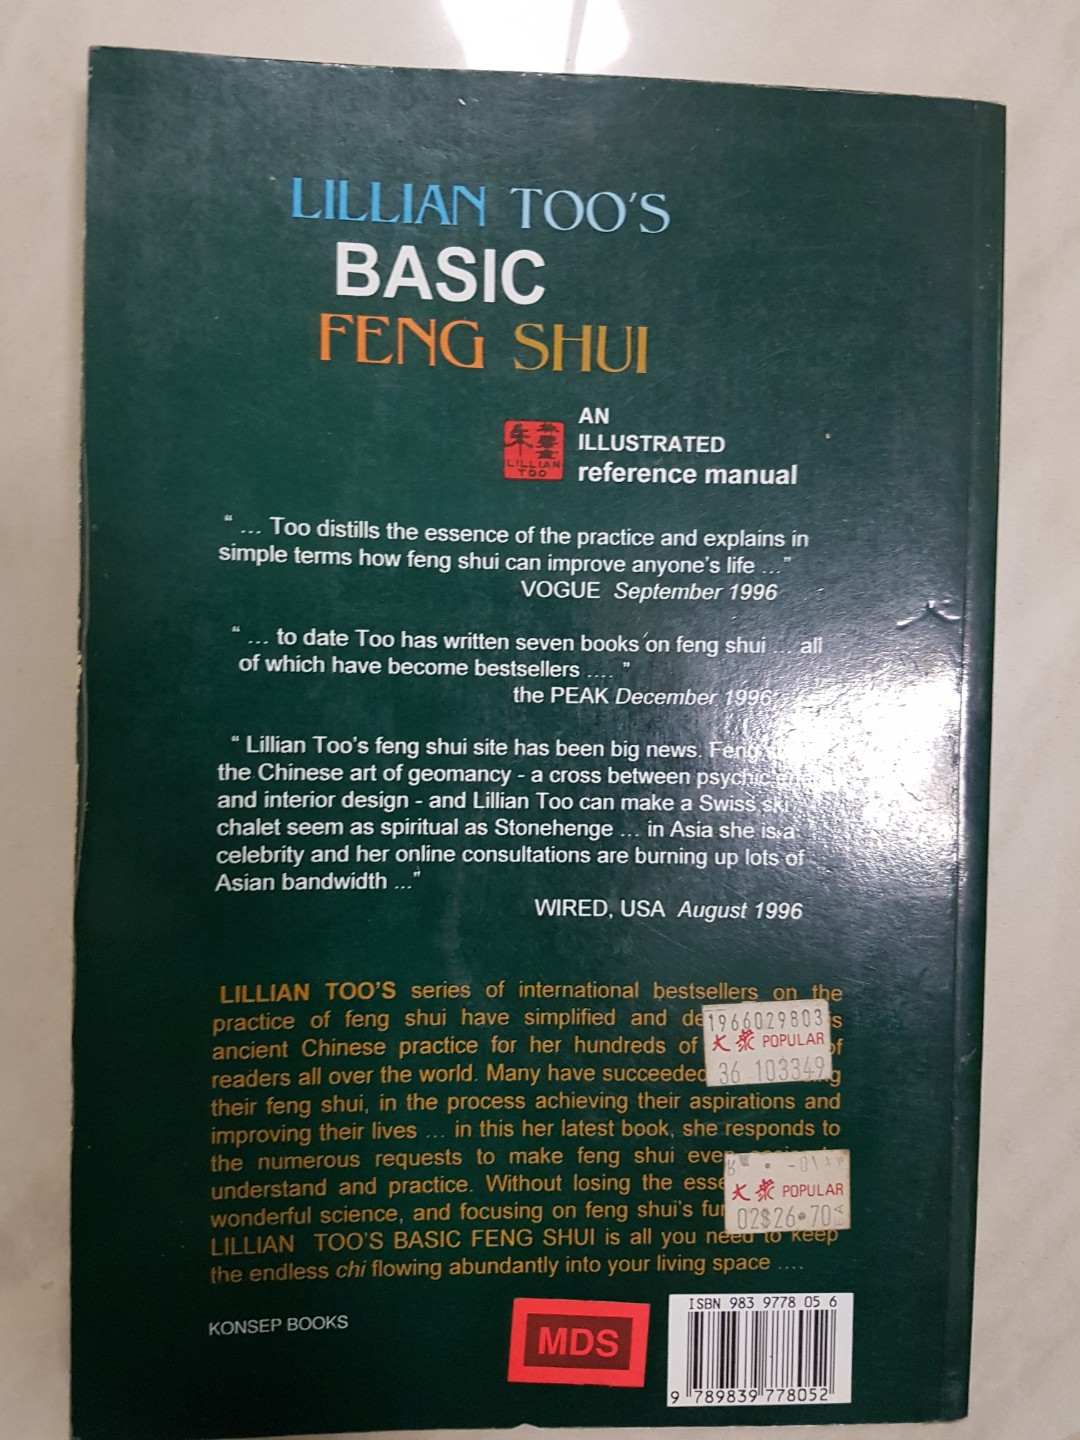 LILLIAN TOO'S
BASIC
FENG SHUI
AN
ILLUSTRATED
reference manual
朱
林
LILLIAN
TOO
“ ... Too distills the essence of the practice and explains in
simple terms how feng shui can improve anyone's life ...”
VOGUE September 1996
“ ... to date Too has written seven books on feng shui ... all
of which have become bestsellers .... ”
the PEAK December 1996
“ Lillian Too's feng shui site has been big news. Feng
the Chinese art of geomancy - a cross between psychic
and interior design - and Lillian Too can make a Swiss ski
chalet seem as spiritual as Stonehenge ... in Asia she is a
celebrity and her online consultations are burning up lots of
Asian bandwidth ...”
WIRED, USA August 1996
LILLIAN TOO'S series of international bestsellers on the
practice of feng shui have simplified and
ancient Chinese practice for her hundreds of of
readers all over the world. Many have succeeded
their feng shui, in the process achieving their aspirations and
improving their lives ... in this her latest book, she responds to
the numerous requests to make feng shui even
understand and practice. Without losing the
wonderful science, and focusing on feng shui's
LILLIAN TOO'S BASIC FENG SHUI is all you need to keep
the endless chi flowing abundantly into your living space ....
1966029803
大眾 POPULAR
36 103349
大眾 POPULAR
02$26.70
KONSEP BOOKS
MDS
ISBN 983 9778 05 6
9 789839 778052